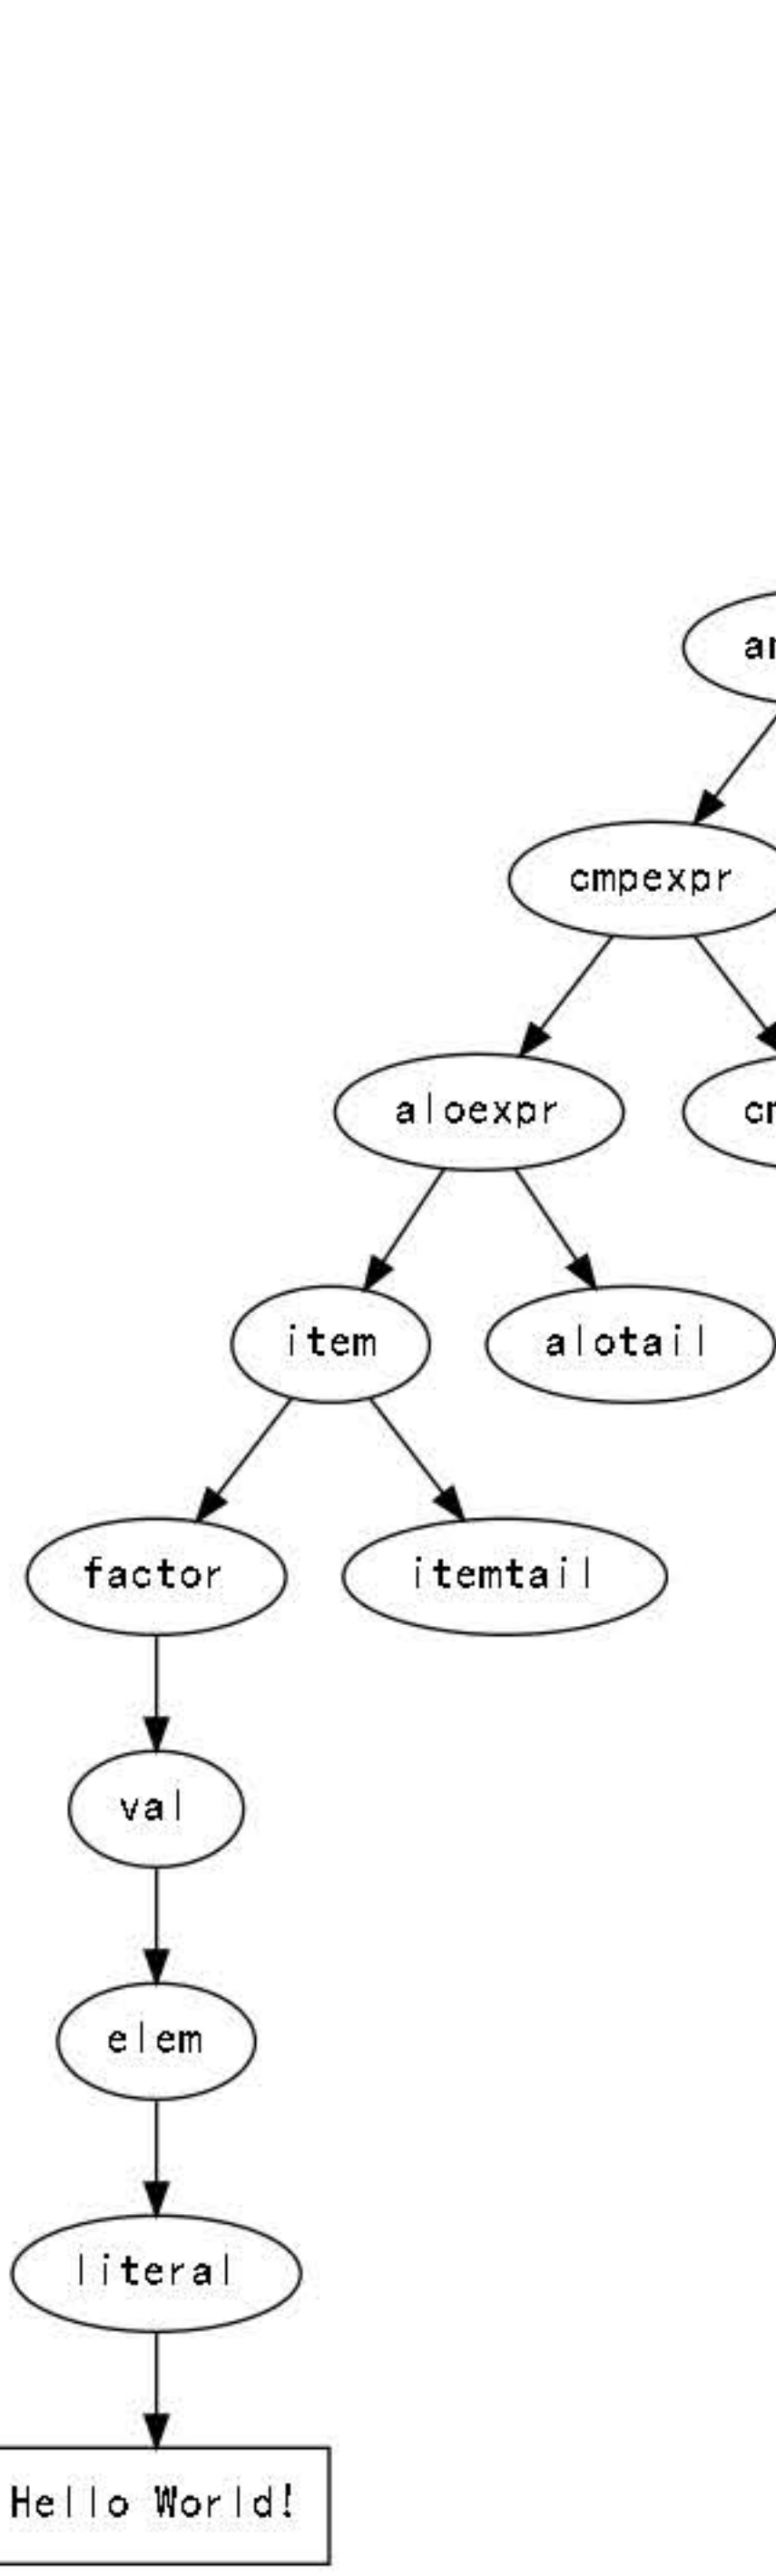 cmpexpr
aloexpr
item
alotail
factor
itemtail
val
elem
literal
Hello World!